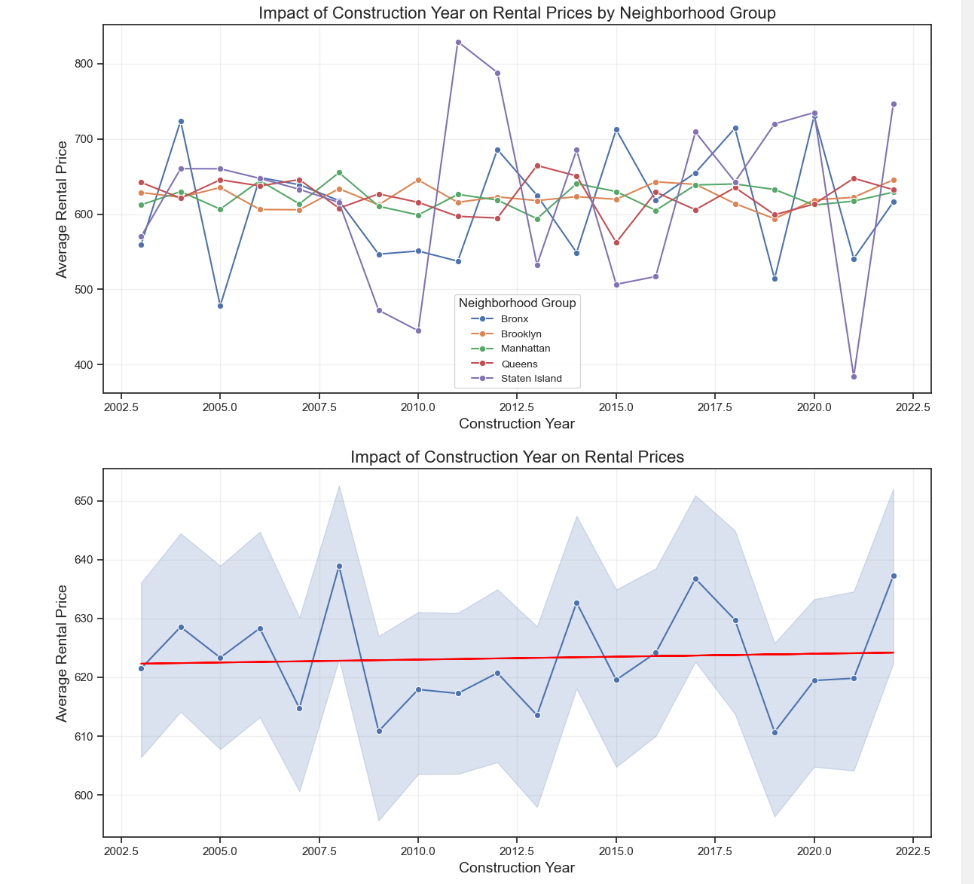 Impact of Construction Year on Rental Prices by Neighborhood Group
800
700
600
500
400
Average Rental Price
Neighborhood Group
Bronx
Brooklyn
Manhattan
Queens
Staten Island
2002.5 2005.0 2007.5 2010.0 2012.5 2015.0 2017.5 2020.0 2022.5
Construction Year
Impact of Construction Year on Rental Prices
650
640
630
620
610
600
Average Rental Price
2002.5 2005.0 2007.5 2010.0 2012.5 2015.0 2017.5 2020.0 2022.5
Construction Year